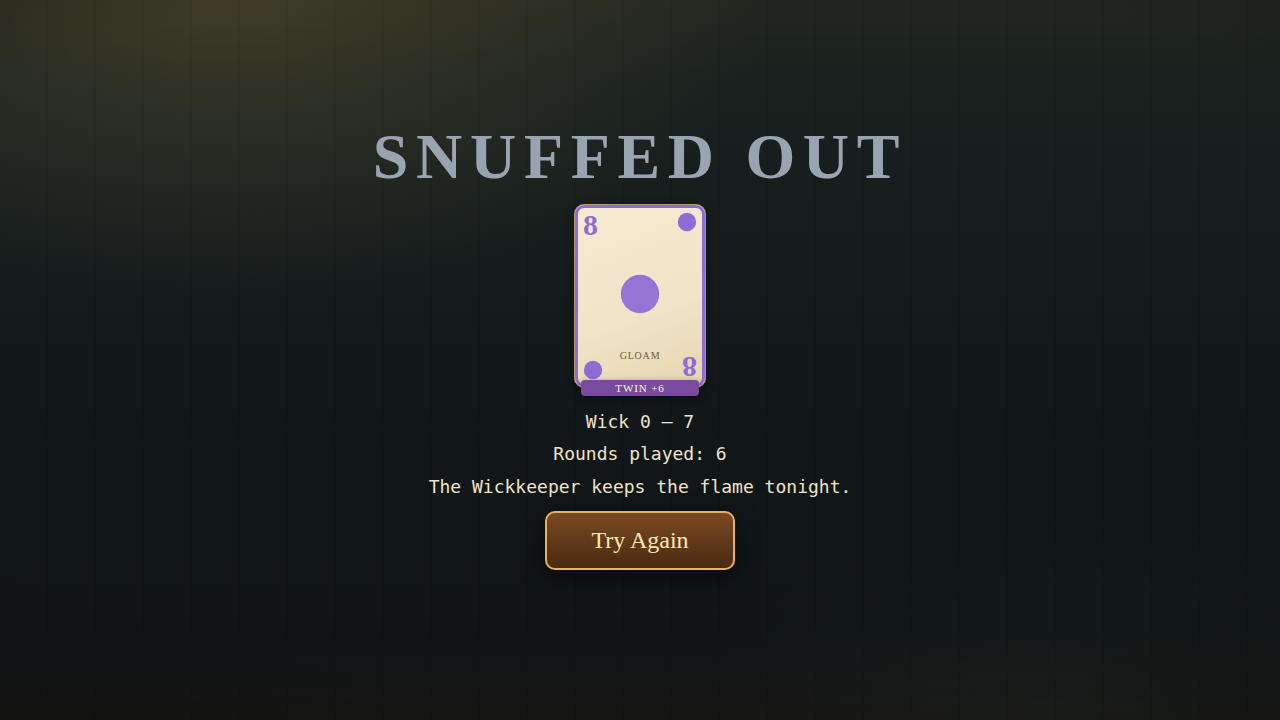 SNUFFED OUT
8
GLOAM
8
TWIN +6
Wick 0 — 7
Rounds played: 6
The Wickkeeper keeps the flame tonight.
Try Again